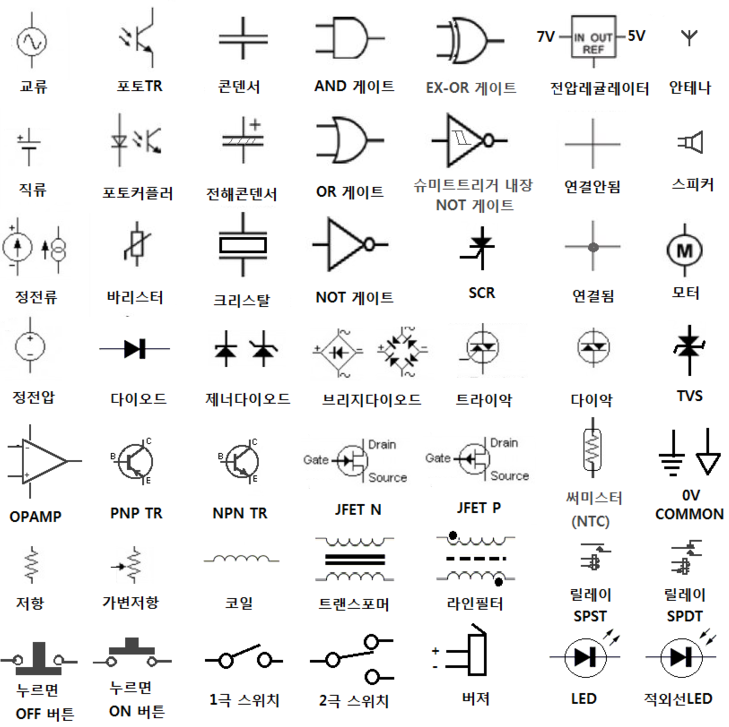 7V IN OUT 5V
REF
교류 포토TR 콘덴서 AND 게이트 EX-OR 게이트 전압레귤레이터 안테나
+
+
직류 포토커플러 전해콘덴서 OR 게이트 슈미트트리거 내장 연결안됨 스피커
NOT 게이트
+
-
M
정전류 바리스터 크리스탈 NOT 게이트 SCR 연결됨 모터
+
-
+ - + -
정전압 다이오드 제너다이오드 브리지다이오드 트라이악 다이악 TVS
-
+
B C E
B C E
Gate Drain Source
Gate Drain Source
OPAMP PNP TR NPN TR JFET N JFET P 써미스터 0V
(NTC) COMMON
저항 가변저항 코일 트랜스포머 라인필터 릴레이 릴레이
SPST SPDT
+
-
누르면 누르면 1극 스위치 2극 스위치 버져 LED 적외선LED
OFF 버튼 ON 버튼